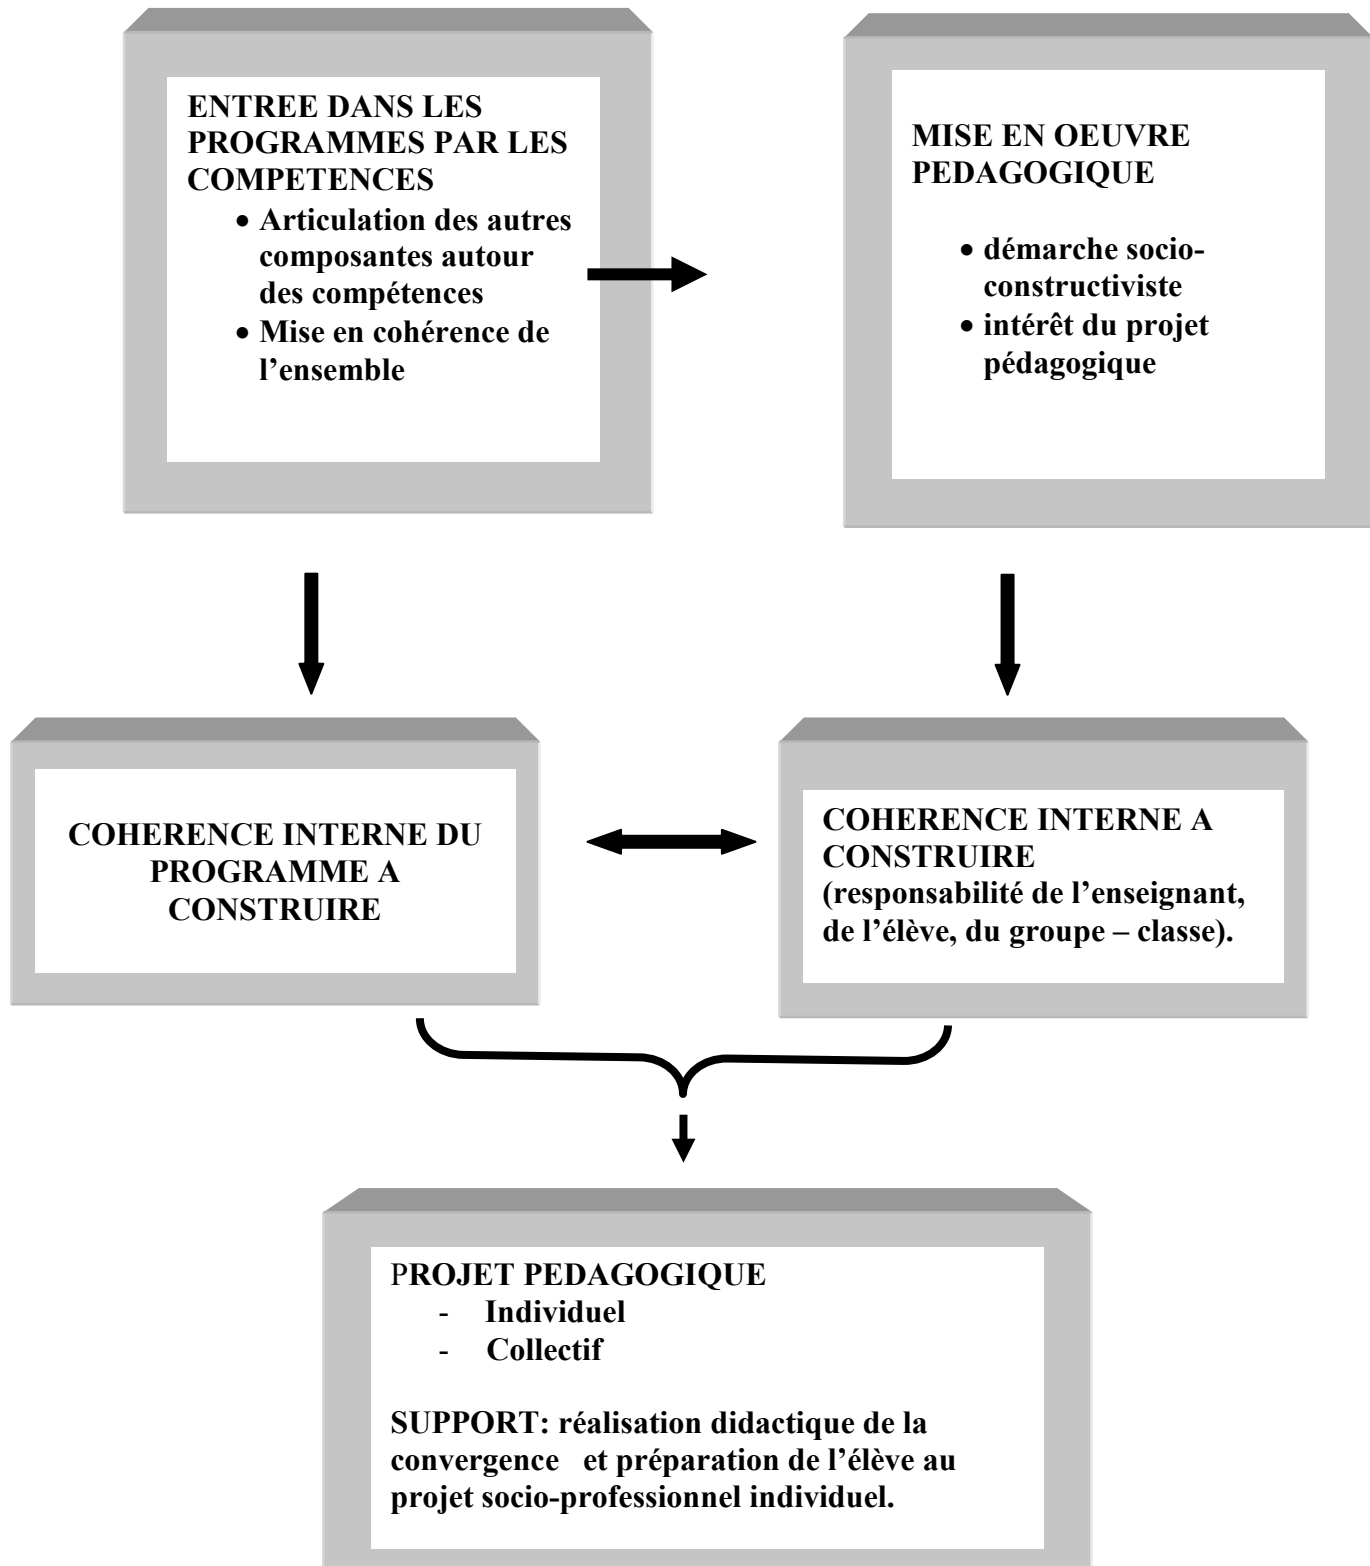 ENTREE DANS LES
PROGRAMMES PAR LES
COMPETENCES
• Articulation des autres
composantes autour
des compétences
• Mise en cohérence de
l’ensemble
MISE EN OEUVRE
PEDAGOGIQUE
• démarche socio-
constructiviste
• intérêt du projet
pédagogique
COHERENCE INTERNE DU
PROGRAMME A
CONSTRUIRE
COHERENCE INTERNE A
CONSTRUIRE
(responsabilité de l’enseignant,
de l’élève, du groupe – classe).
PROJET PEDAGOGIQUE
- Individuel
- Collectif
SUPPORT: réalisation didactique de la
convergence et préparation de l’élève au
projet socio-professionnel individuel.